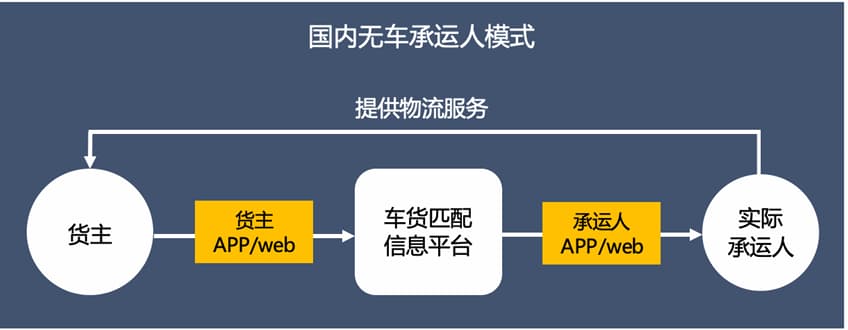 国内无车承运人模式
提供物流服务
货主
货主
APP/web
车货匹配
信息平台
承运人
APP/web
实际
承运人